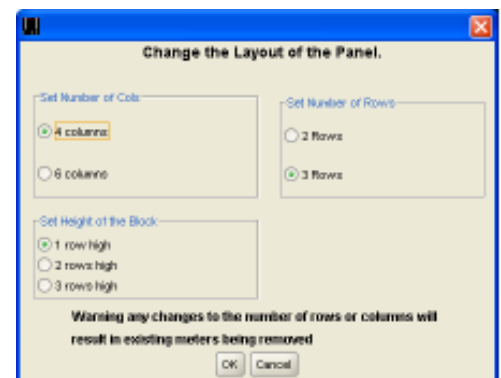 Change the Layout of the Panel.
Set Number of Cols
4 columns
6 columns
Set Number of Rows
2 Rows
3 Rows
Set Height of the Block
1 row high
2 rows high
3 rows high
Warning any changes to the number of rows or columns will
result in existing meters being removed
OK Cancel